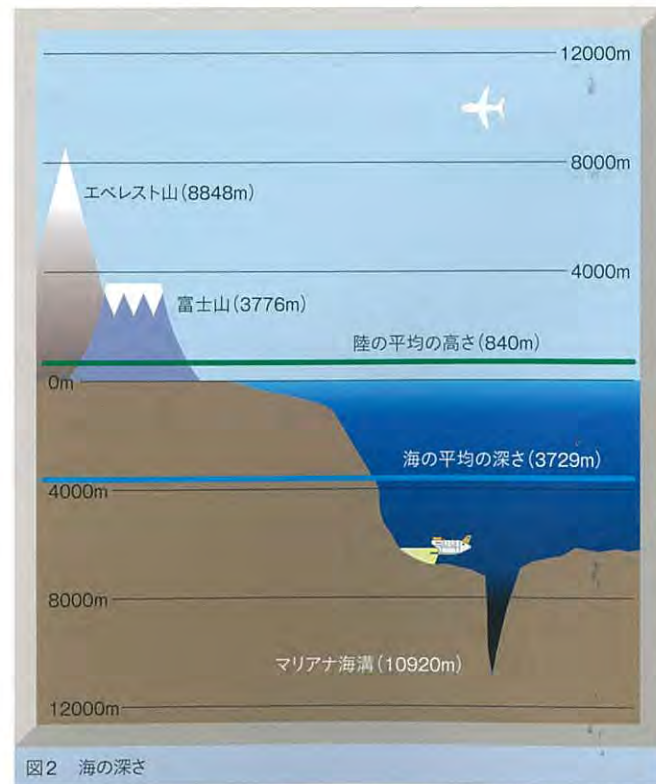 12000m
8000m
エベレスト山(8848m)
4000m
富士山(3776m)
陸の平均の高さ(840m)
0m
海の平均の深さ(3729m)
4000m
8000m
マリアナ海溝(10920m)
12000m
図2 海の深さ